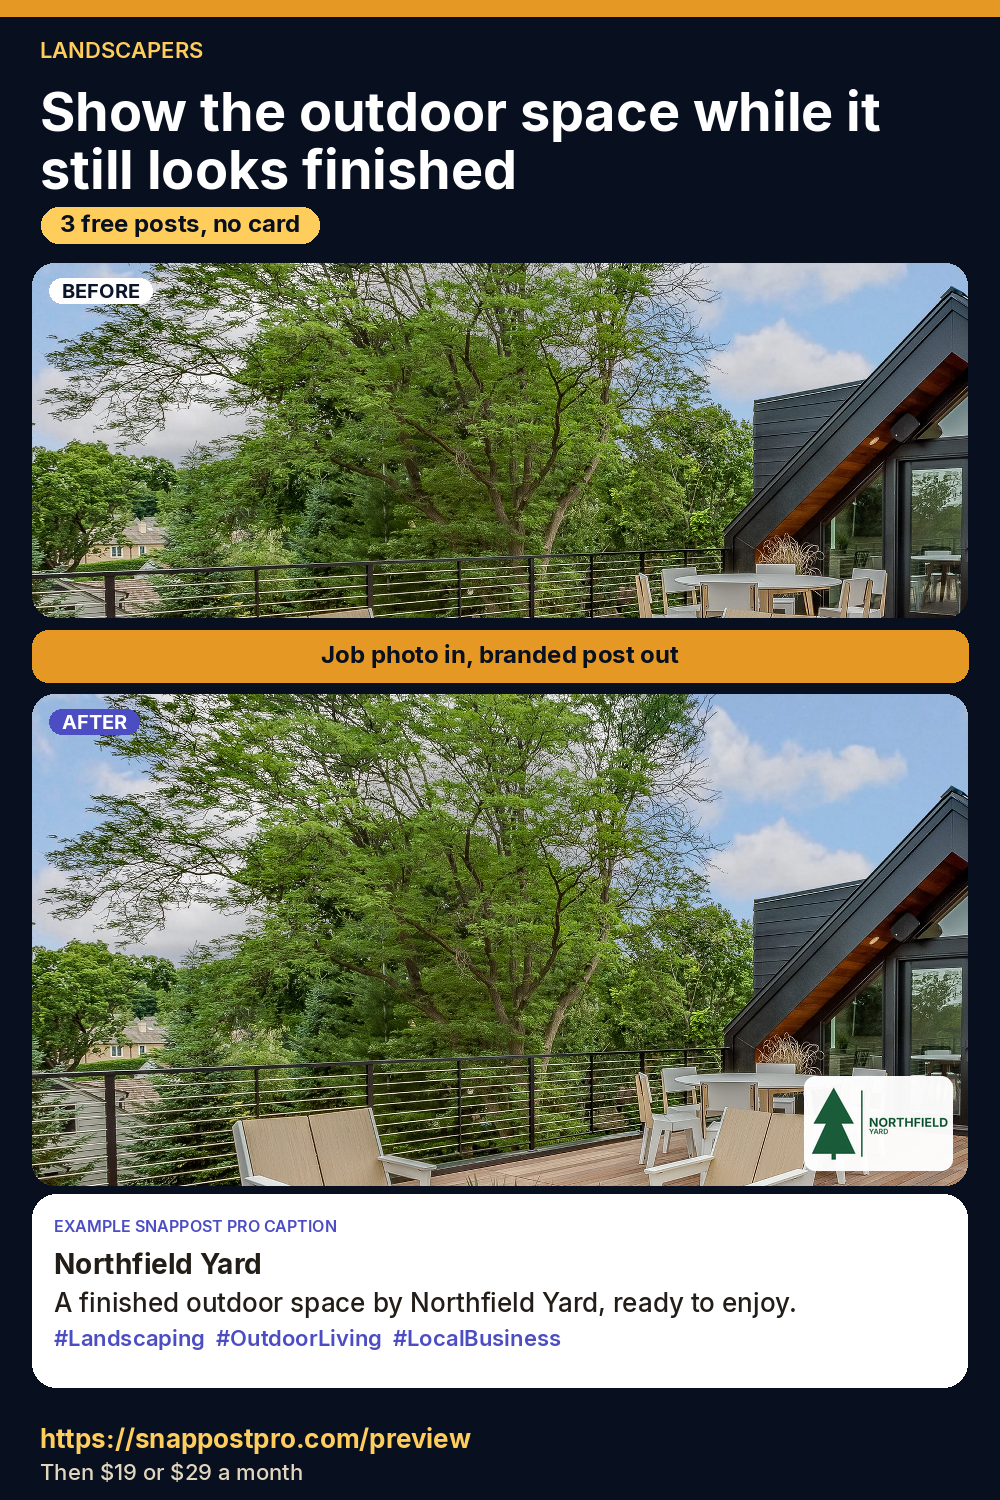 LANDSCAPERS
Show the outdoor space while it
still looks finished
3 free posts, no card
BEFORE
Job photo in, branded post out
AFTER
NORTHFIELD
YARD
EXAMPLE SNAPPOST PRO CAPTION
Northfield Yard
A finished outdoor space by Northfield Yard, ready to enjoy.
#Landscaping #OutdoorLiving #LocalBusiness
https://snappostpro.com/preview
Then $19 or $29 a month